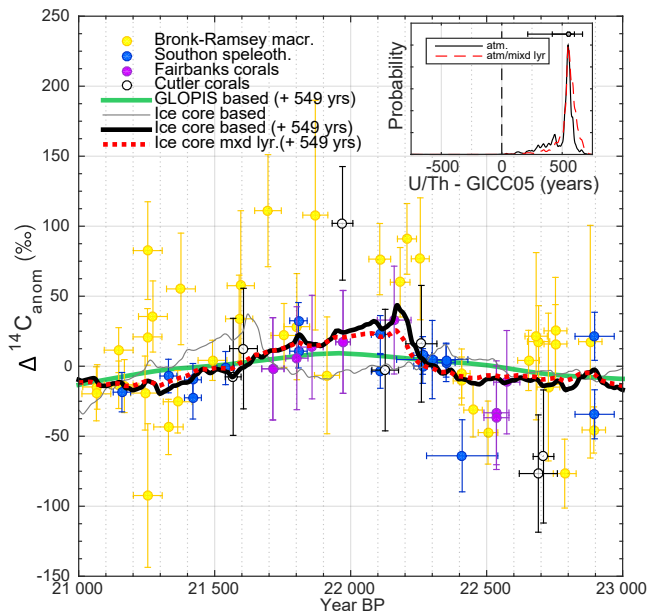 250
200
150
100
50
0
-50
-100
-150
Δ ¹⁴C anom (‰)
Bronk-Ramsey macr.
Southon speleoth.
Fairbanks corals
Cutler corals
GLOPIS based (+ 549 yrs)
Ice core based
Ice core based (+ 549 yrs)
Ice core mxd lyr.(+ 549 yrs)
Probability
atm.
atm/mixd lyr
-500 0 500
U/Th - GICC05 (years)
21 000 21 500 22 000 22 500 23 000
Year BP